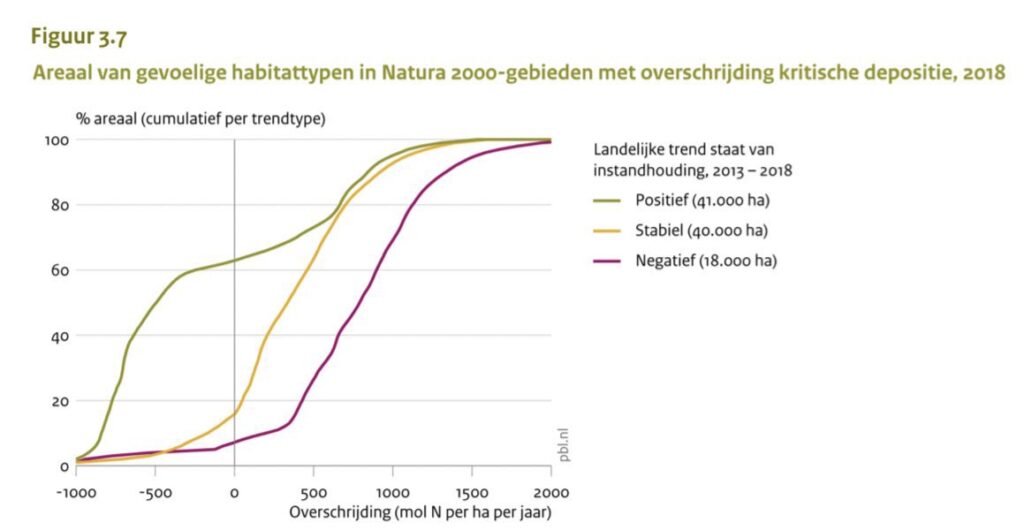 Figuur 3.7
Areaal van gevoelige habitattypen in Natura 2000-gebieden met overschrijding kritische depositie, 2018
% areaal (cumulatief per trendtype)
100
80
60
40
20
0
-1000 -500 0 500 1000 1500 2000
Overschrijding (mol N per ha per jaar)
Landelijke trend staat van
instandhouding, 2013 – 2018
Positief (41.000 ha)
Stabiel (40.000 ha)
Negatief (18.000 ha)
pbl.nl